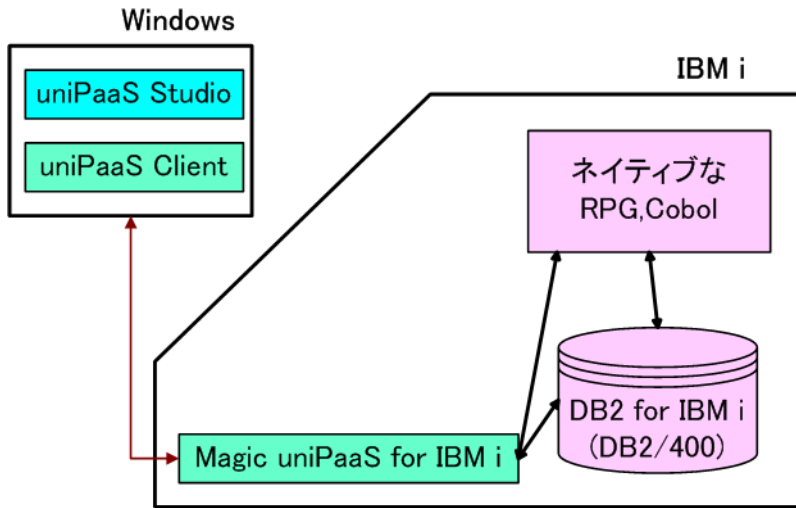 Windows
uniPaaS Studio
uniPaaS Client
IBM i
ネイティブな
RPG,Cobol
DB2 for IBM i
(DB2/400)
Magic uniPaaS for IBM i